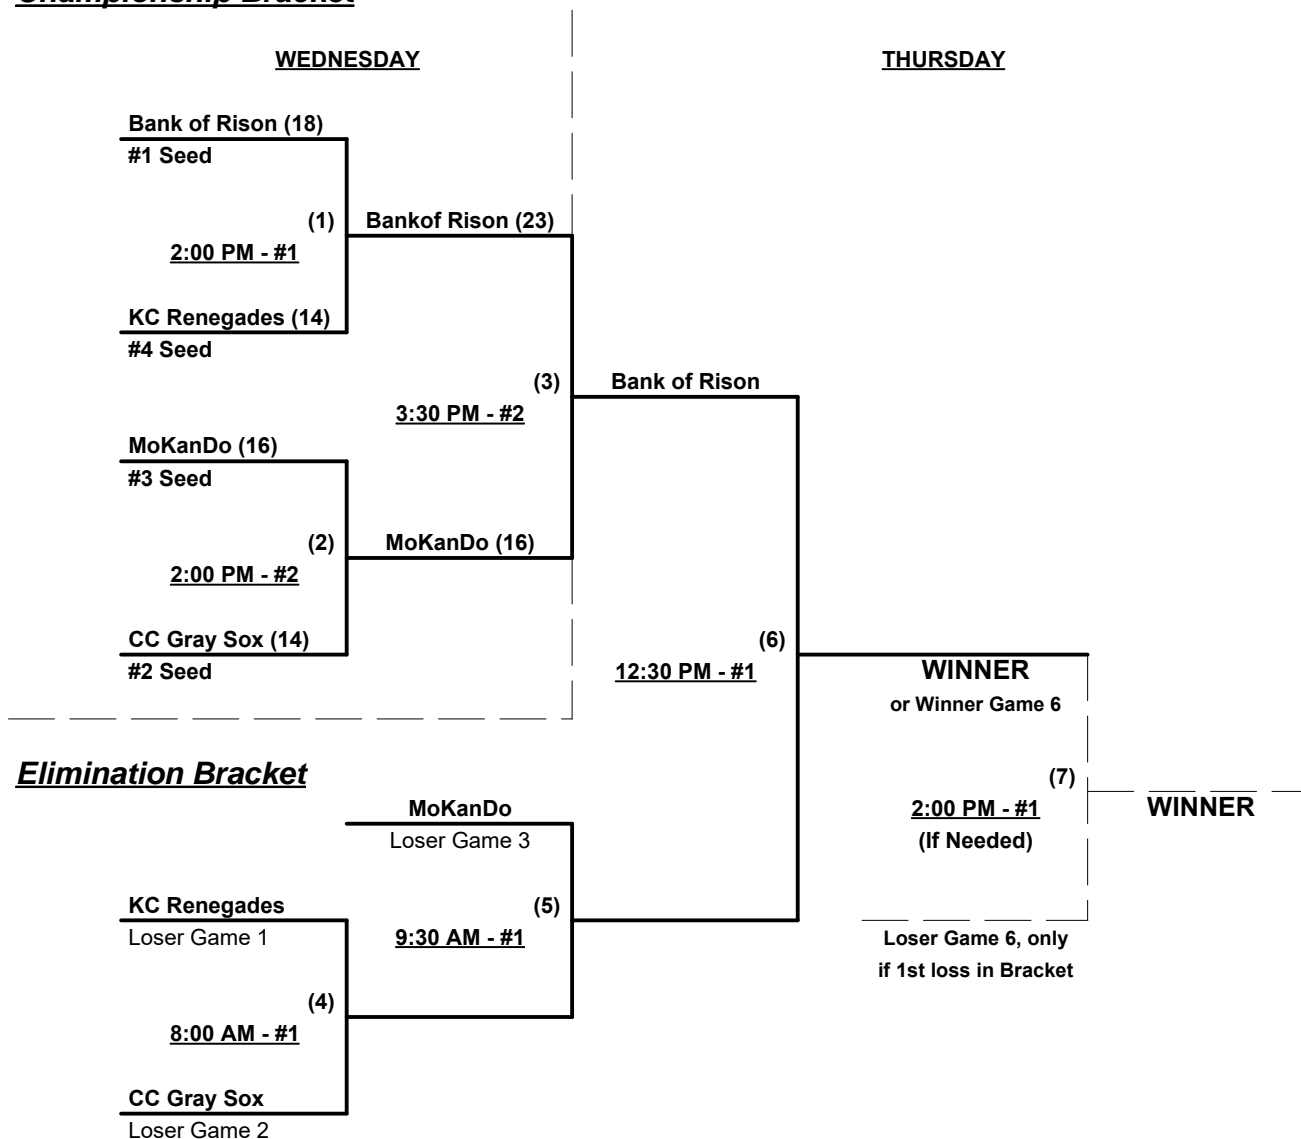 Championship Bracket
WEDNESDAY
THURSDAY
Bank of Rison (18)
#1 Seed
(1)
Bankof Rison (23)
2:00 PM - #1
KC Renegades (14)
#4 Seed
(3)
Bank of Rison
3:30 PM - #2
MoKanDo (16)
#3 Seed
(2)
MoKanDo (16)
2:00 PM - #2
CC Gray Sox (14)
#2 Seed
(6)
12:30 PM - #1
WINNER
or Winner Game 6
Elimination Bracket
(7)
2:00 PM - #1
WINNER
(If Needed)
MoKanDo
Loser Game 3
KC Renegades
Loser Game 1
(5)
9:30 AM - #1
Loser Game 6, only
if 1st loss in Bracket
(4)
8:00 AM - #1
CC Gray Sox
Loser Game 2